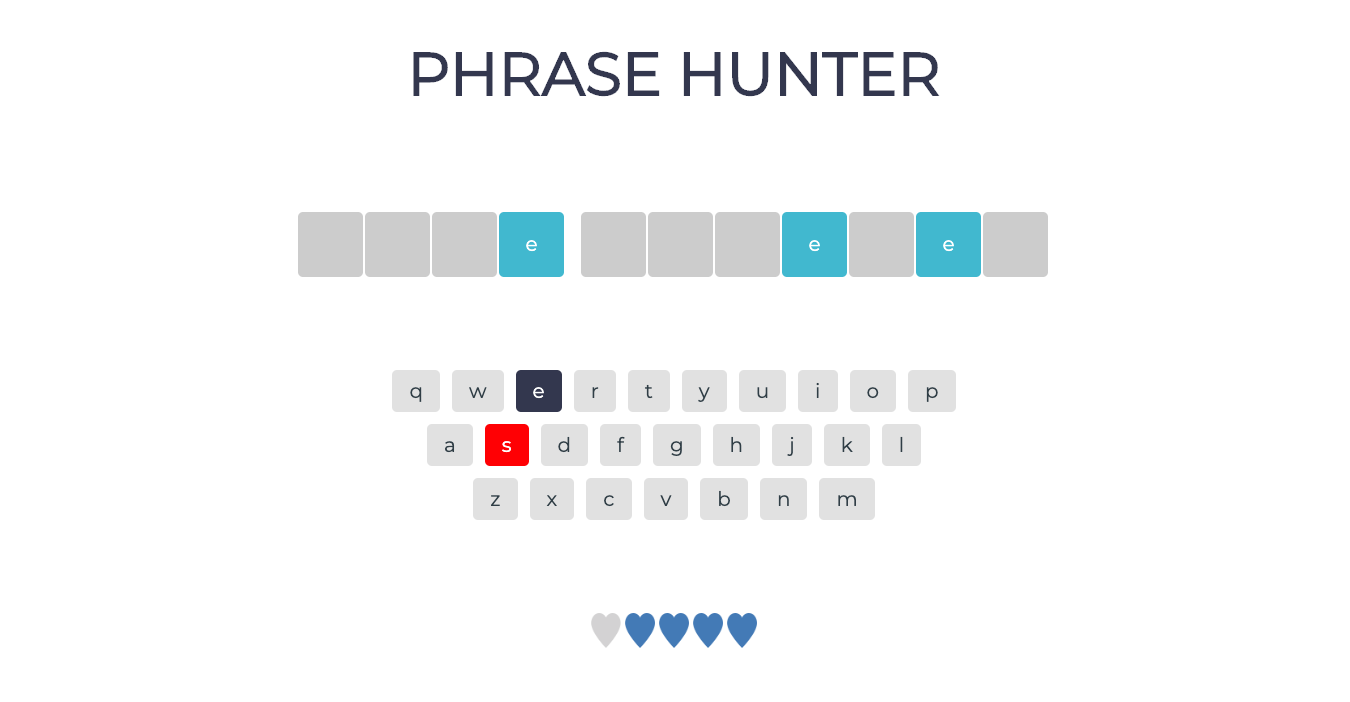 PHRASE HUNTER
e e e
q w e r t y u i o p
a s d f g h j k l
z x c v b n m